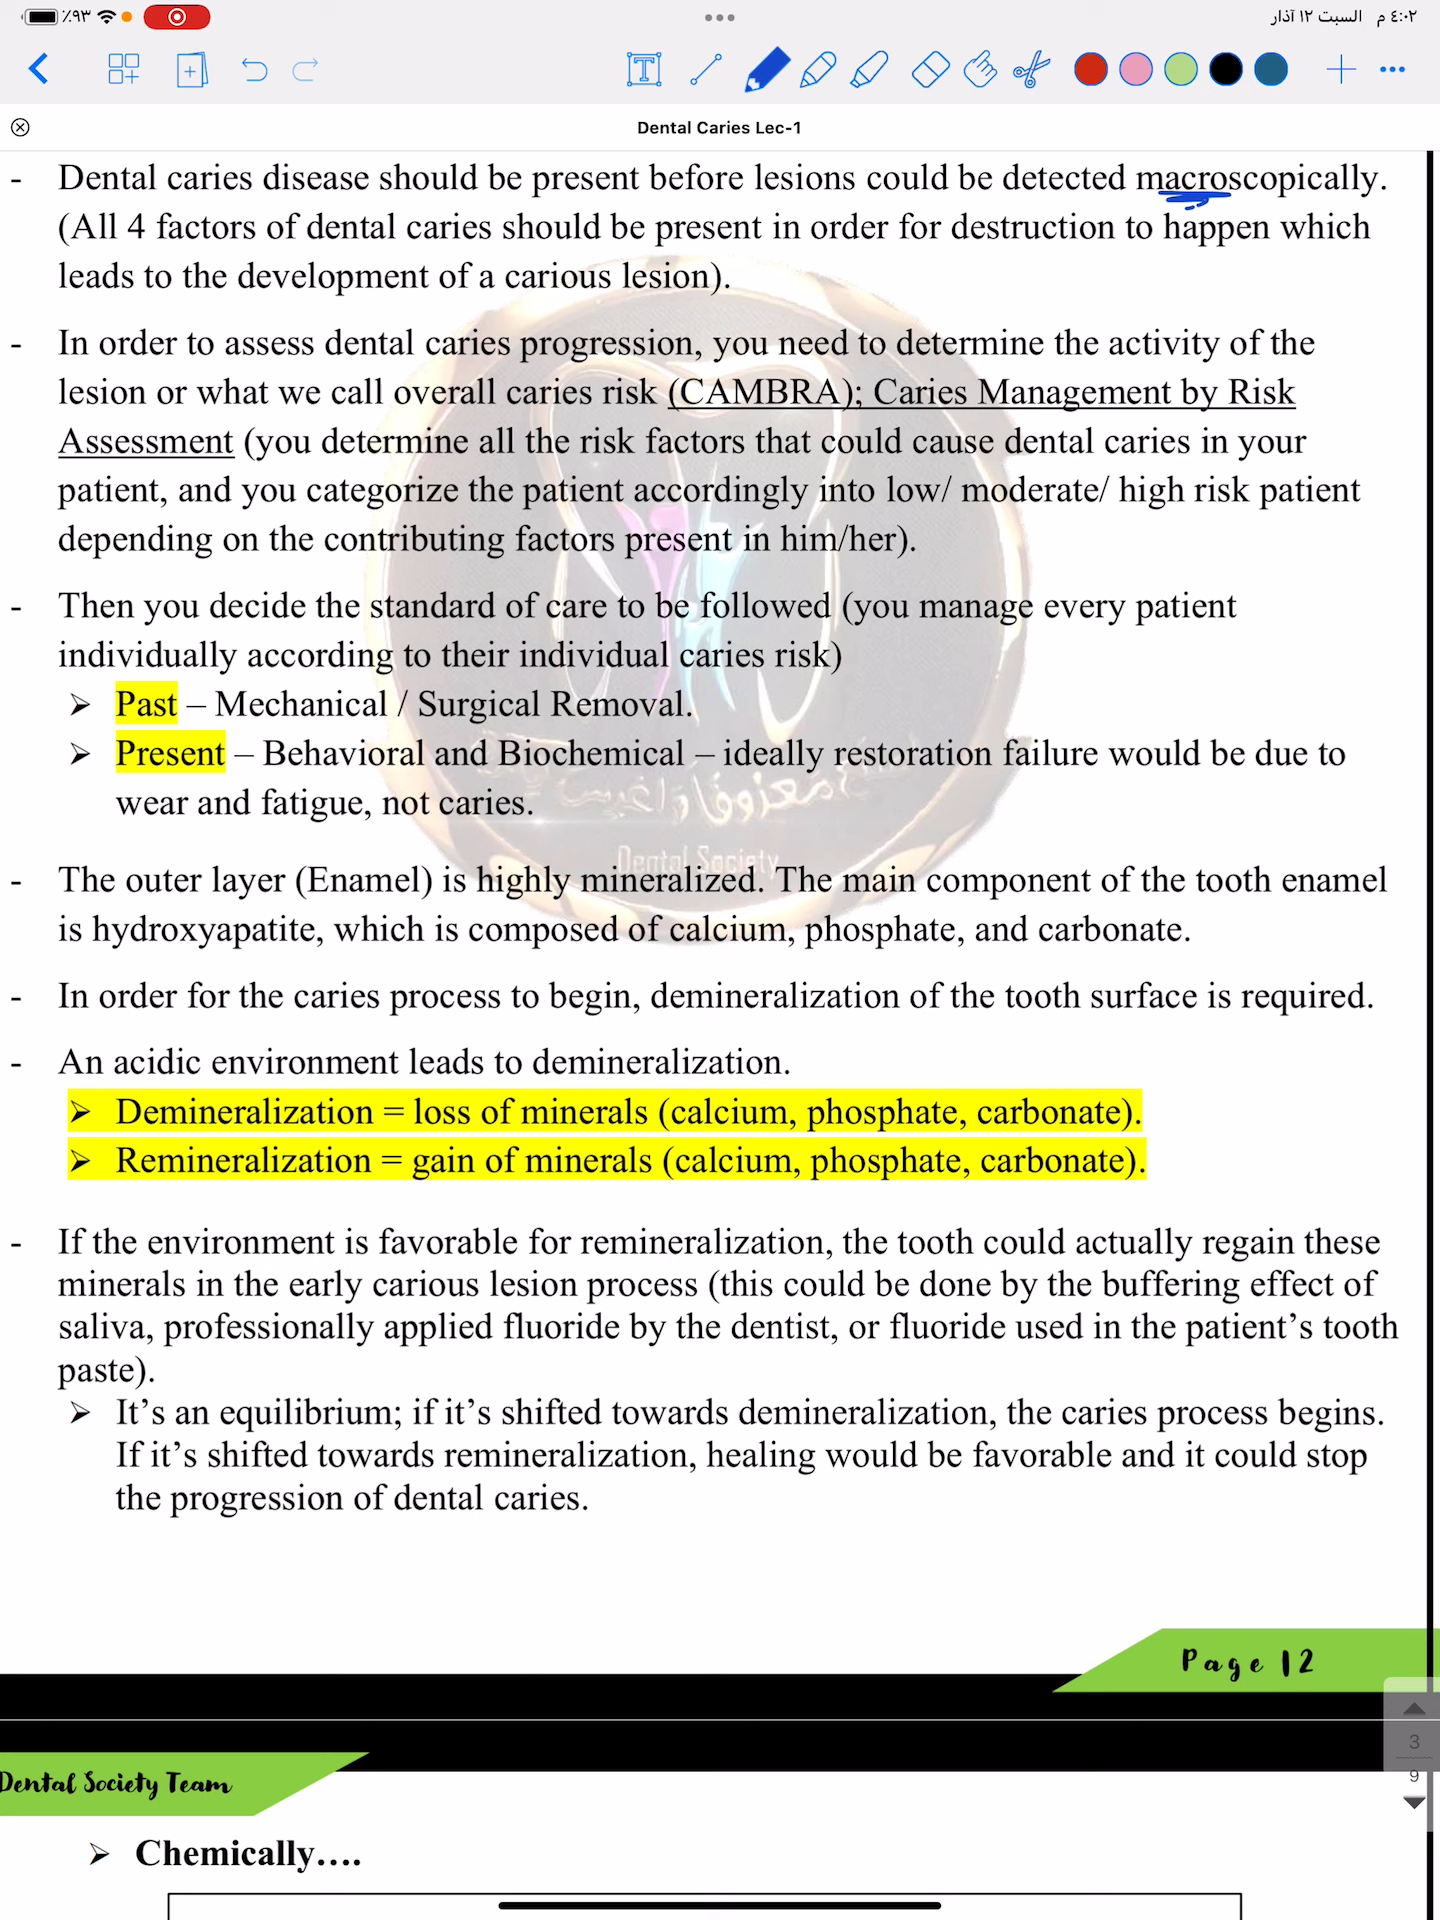 ٪٩٣
٤:٠٢ م السبت ١٢ آذار
Dental Caries Lec-1
- Dental caries disease should be present before lesions could be detected macroscopically.
(All 4 factors of dental caries should be present in order for destruction to happen which
leads to the development of a carious lesion).
- In order to assess dental caries progression, you need to determine the activity of the
lesion or what we call overall caries risk (CAMBRA); Caries Management by Risk
Assessment (you determine all the risk factors that could cause dental caries in your
patient, and you categorize the patient accordingly into low/ moderate/ high risk patient
depending on the contributing factors present in him/her).
- Then you decide the standard of care to be followed (you manage every patient
individually according to their individual caries risk)
➢ Past – Mechanical / Surgical Removal.
➢ Present – Behavioral and Biochemical – ideally restoration failure would be due to
wear and fatigue, not caries.
Dental Society
- The outer layer (Enamel) is highly mineralized. The main component of the tooth enamel
is hydroxyapatite, which is composed of calcium, phosphate, and carbonate.
- In order for the caries process to begin, demineralization of the tooth surface is required.
- An acidic environment leads to demineralization.
➢ Demineralization = loss of minerals (calcium, phosphate, carbonate).
➢ Remineralization = gain of minerals (calcium, phosphate, carbonate).
- If the environment is favorable for remineralization, the tooth could actually regain these
minerals in the early carious lesion process (this could be done by the buffering effect of
saliva, professionally applied fluoride by the dentist, or fluoride used in the patient’s tooth
paste).
➢ It’s an equilibrium; if it’s shifted towards demineralization, the caries process begins.
If it’s shifted towards remineralization, healing would be favorable and it could stop
the progression of dental caries.
Page 12
3
9
Dental Society Team
➢ Chemically….